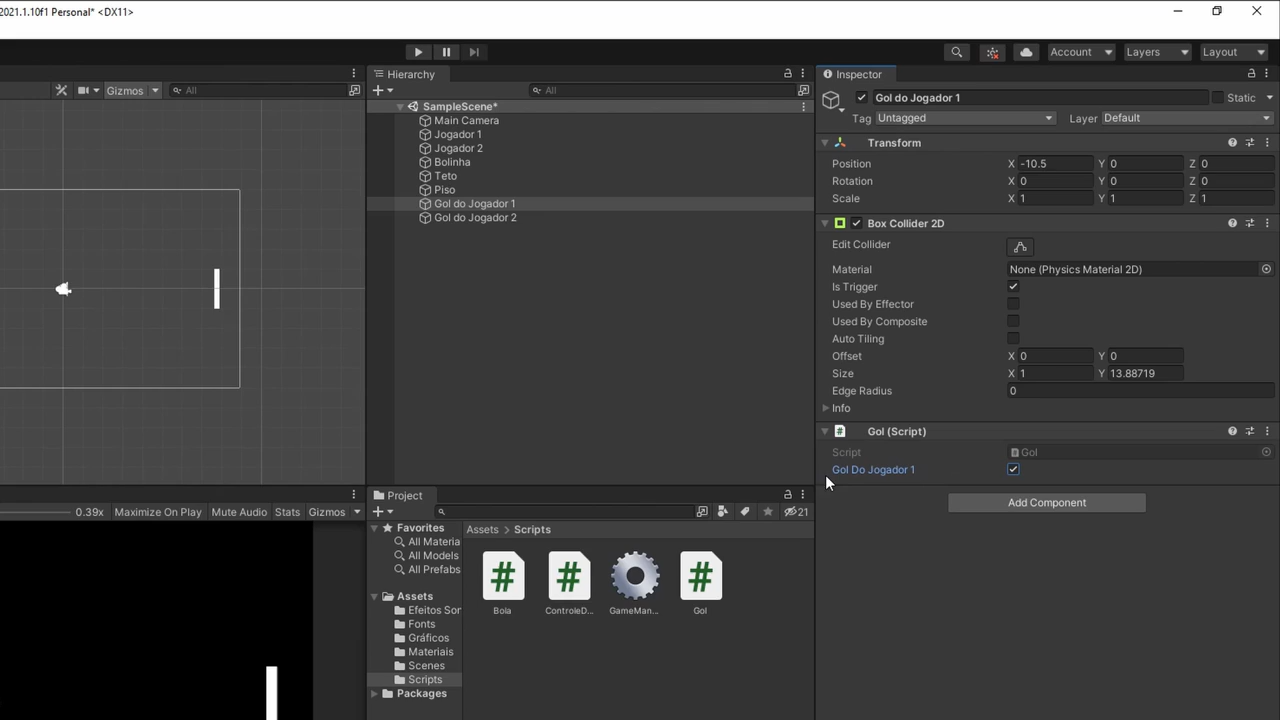 2021.1.10f1 Personal* <DX11>
Account Layers Layout
Gizmos All
Hierarchy
All
SampleScene*
Main Camera
Jogador 1
Jogador 2
Bolinha
Teto
Piso
Gol do Jogador 1
Gol do Jogador 2
0.39x Maximize On Play Mute Audio Stats Gizmos
Project
21
Favorites
All Materia
All Models
All Prefabs
Assets
Efeitos Sor
Fonts
Gráficos
Materiais
Scenes
Scripts
Packages
Assets > Scripts
Bola ControleD... GameMan... Gol
Inspector
Gol do Jogador 1 Static
Tag Untagged Layer Default
Transform
Position X -10.5 Y 0 Z 0
Rotation X 0 Y 0 Z 0
Scale X 1 Y 1 Z 1
Box Collider 2D
Edit Collider
Material None (Physics Material 2D)
Is Trigger
Used By Effector
Used By Composite
Auto Tiling
Offset X 0 Y 0
Size X 1 Y 13.88719
Edge Radius 0
Info
Gol (Script)
Script Gol
Gol Do Jogador 1
Add Component